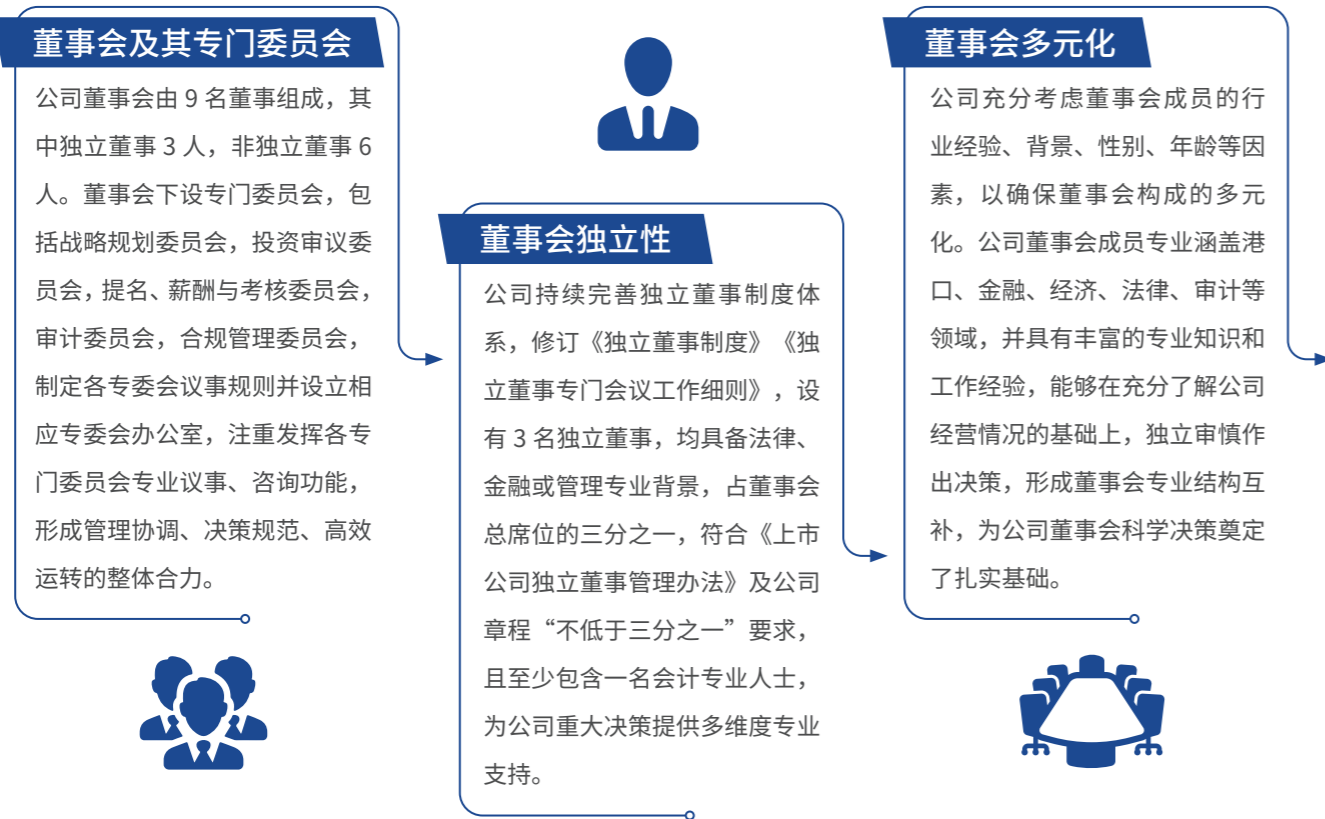 董事会及其专门委员会
公司董事会由 9 名董事组成，其
中独立董事 3 人，非独立董事 6
人。董事会下设专门委员会，包
括战略规划委员会，投资审议委
员会，提名、薪酬与考核委员会，
审计委员会，合规管理委员会，
制定各专委会议事规则并设立相
应专委会办公室，注重发挥各专
门委员会专业议事、咨询功能，
形成管理协调、决策规范、高效
运转的整体合力。
董事会独立性
公司持续完善独立董事制度体
系，修订《独立董事制度》《独
立董事专门会议工作细则》，设
有 3 名独立董事，均具备法律、
金融或管理专业背景，占董事会
总席位的三分之一，符合《上市
公司独立董事管理办法》及公司
章程“不低于三分之一”要求，
且至少包含一名会计专业人士，
为公司重大决策提供多维度专业
支持。
董事会多元化
公司充分考虑董事会成员的行
业经验、背景、性别、年龄等因
素，以确保董事会构成的多元
化。公司董事会成员专业涵盖港
口、金融、经济、法律、审计等
领域，并具有丰富的专业知识和
工作经验，能够在充分了解公司
经营情况的基础上，独立审慎作
出决策，形成董事会专业结构互
补，为公司董事会科学决策奠定
了扎实基础。